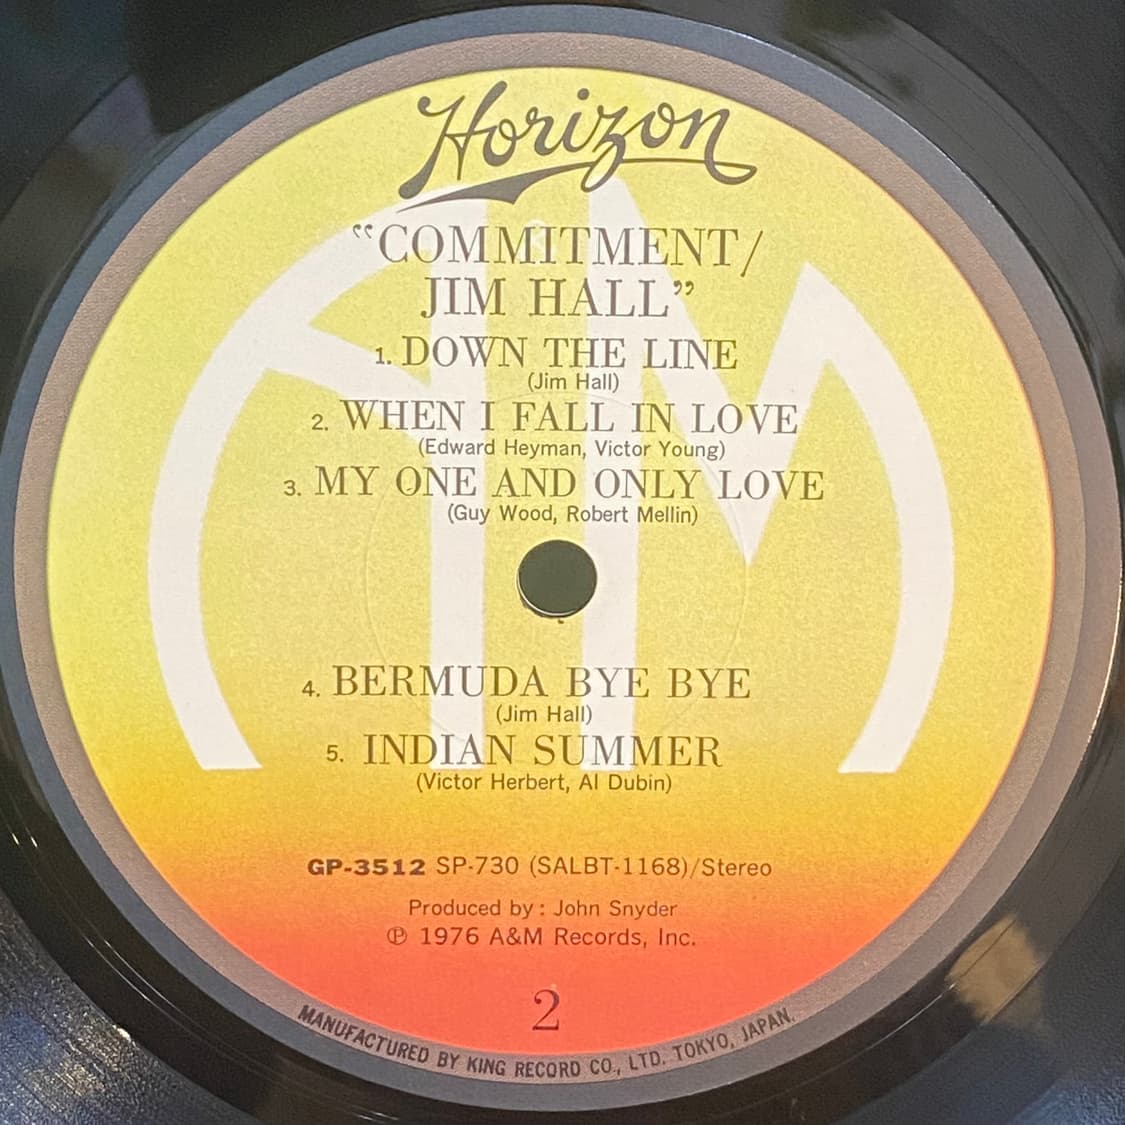 Horizon
“COMMITMENT/
JIM HALL”
1. DOWN THE LINE
(Jim Hall)
2. WHEN I FALL IN LOVE
(Edward Heyman, Victor Young)
3. MY ONE AND ONLY LOVE
(Guy Wood, Robert Mellin)
4. BERMUDA BYE BYE
(Jim Hall)
5. INDIAN SUMMER
(Victor Herbert, Al Dubin)
GP-3512 SP-730 (SALBT-1168)/Stereo
Produced by : John Snyder
℗ 1976 A&M Records, Inc.
2
MANUFACTURED BY KING RECORD CO., LTD. TOKYO, JAPAN.